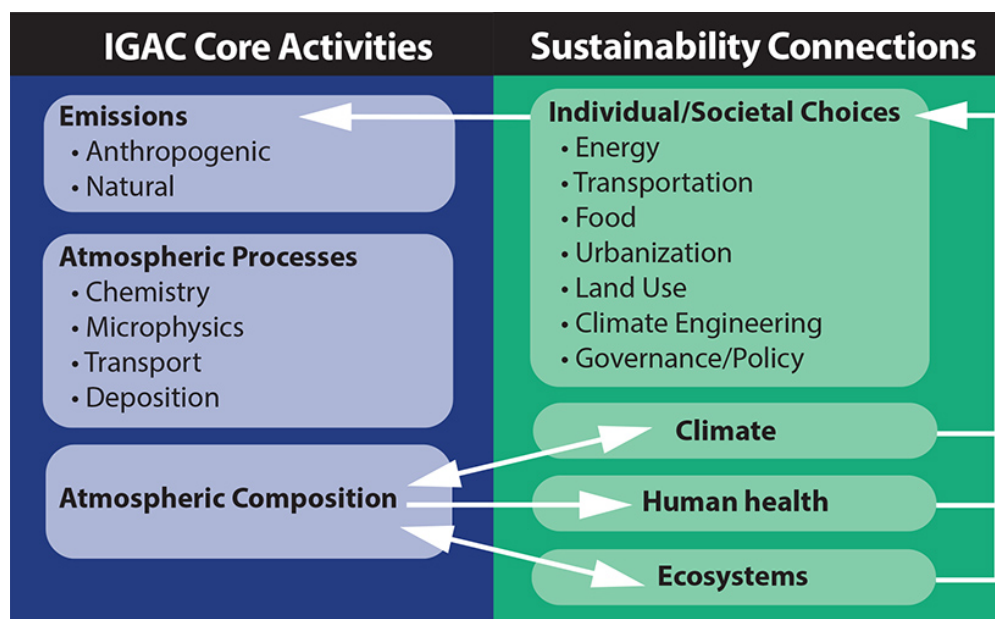 IGAC Core Activities
Emissions
• Anthropogenic
• Natural
Atmospheric Processes
• Chemistry
• Microphysics
• Transport
• Deposition
Atmospheric Composition
Sustainability Connections
Individual/Societal Choices
• Energy
• Transportation
• Food
• Urbanization
• Land Use
• Climate Engineering
• Governance/Policy
Climate
Human health
Ecosystems